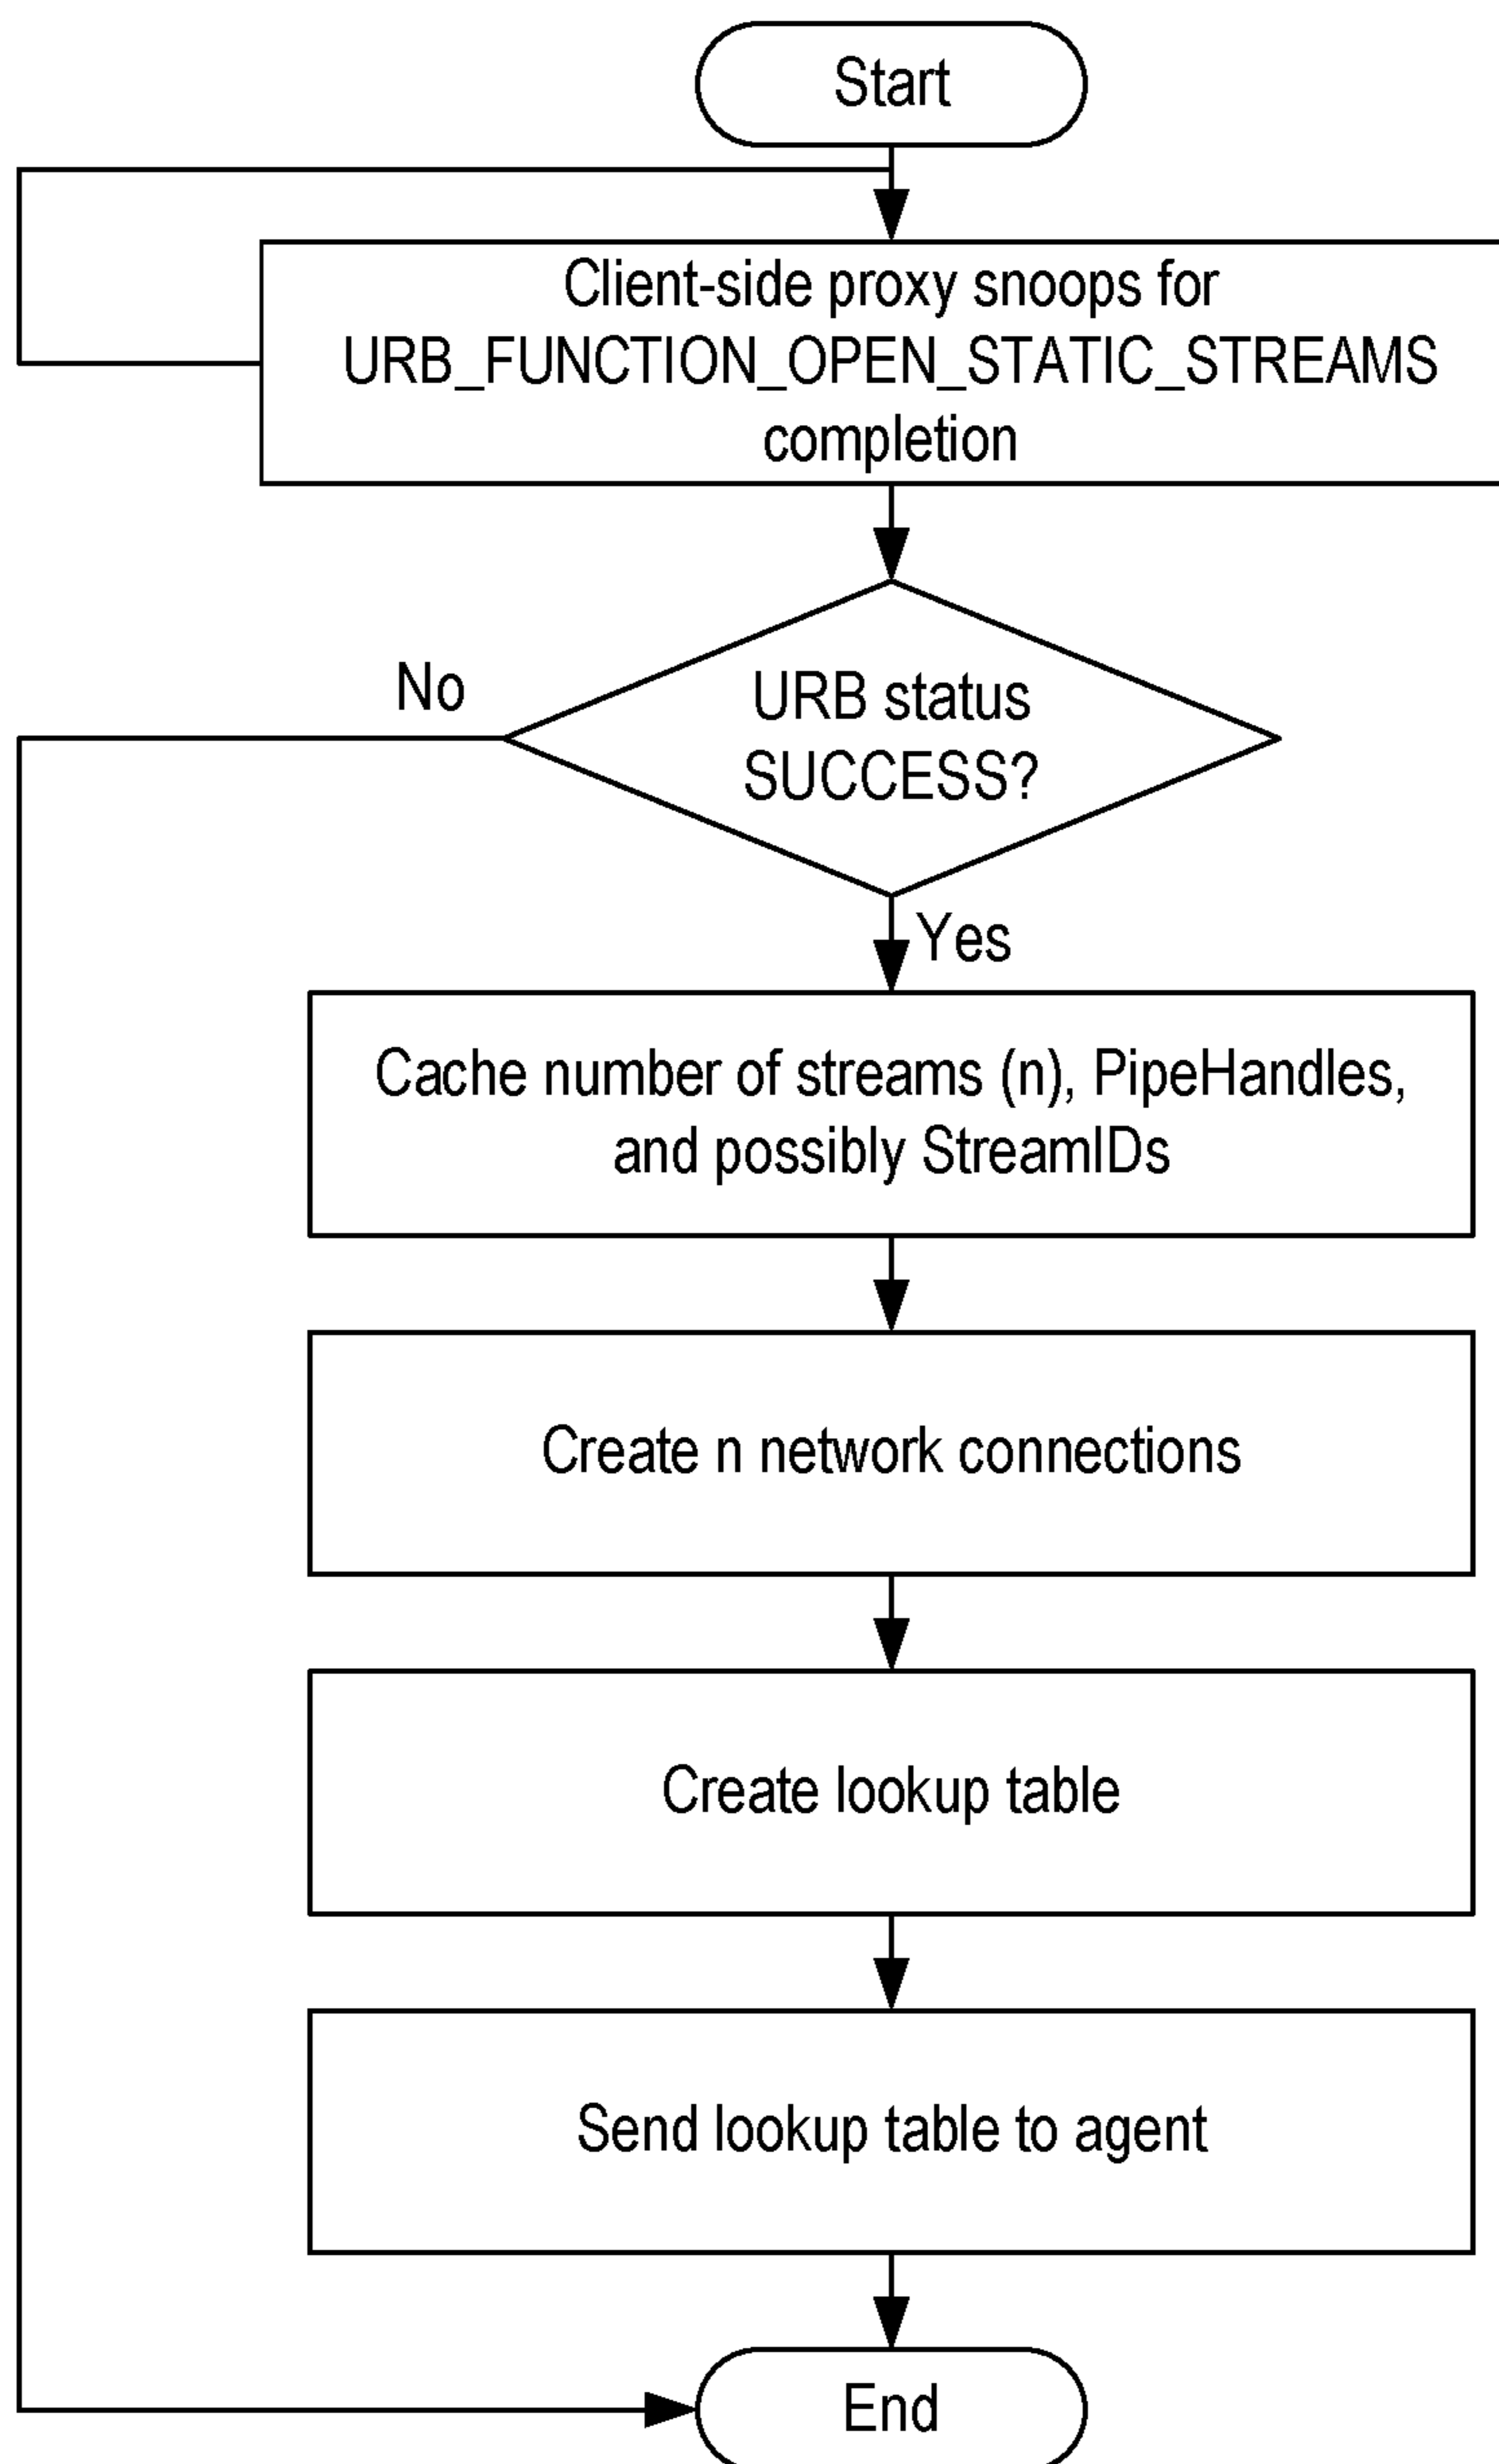 Start
Client-side proxy snoops for
URB_FUNCTION_OPEN_STATIC_STREAMS
completion
No
URB status
SUCCESS?
Yes
Cache number of streams (n), PipeHandles,
and possibly StreamIDs
Create n network connections
Create lookup table
Send lookup table to agent
End